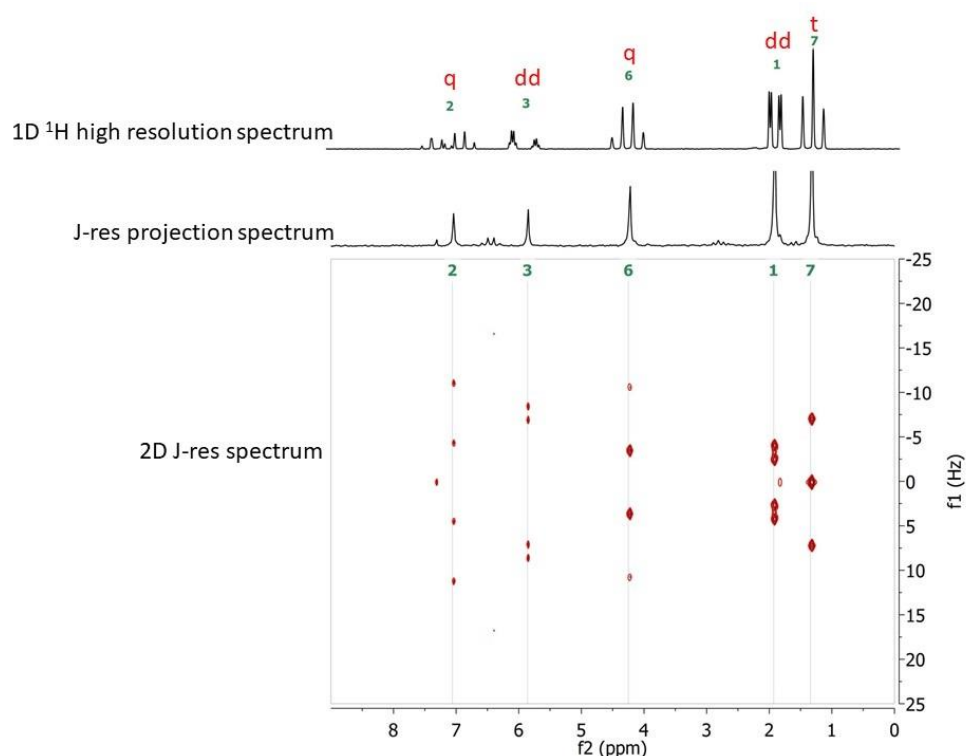 q dd q dd t
2 3 6 1 7
1D ¹H high resolution spectrum
J-res projection spectrum
2 3 6 1 7
2D J-res spectrum
-25
-20
-15
-10
-5
0
5
10
15
20
25
f1 (Hz)
8 7 6 5 4 3 2 1 0
f2 (ppm)